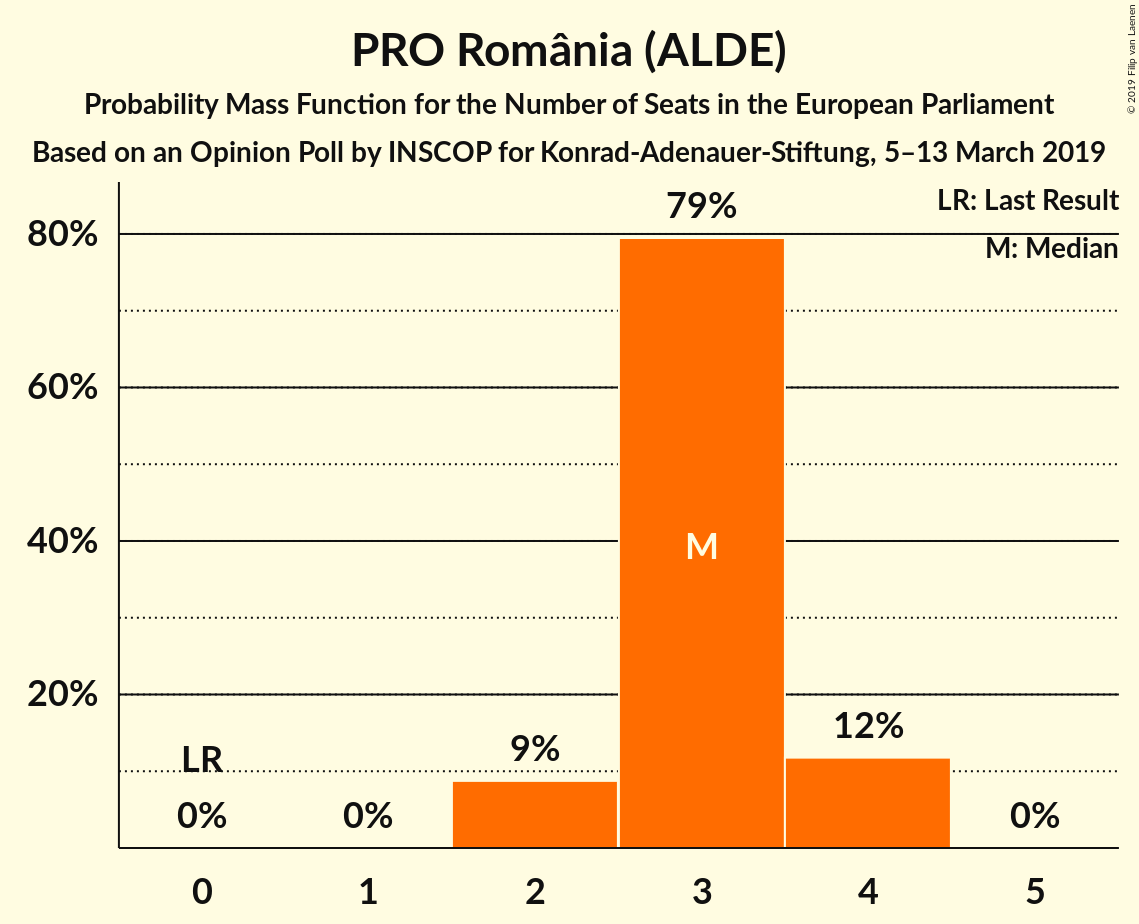 PRO România (ALDE)
Probability Mass Function for the Number of Seats in the European Parliament
Based on an Opinion Poll by INSCOP for Konrad-Adenauer-Stiftung, 5–13 March 2019
© 2019 Filip van Laenen
LR: Last Result
M: Median
80%
60%
40%
20%
LR
0%
0%
9%
79%
M
12%
0%
0 1 2 3 4 5